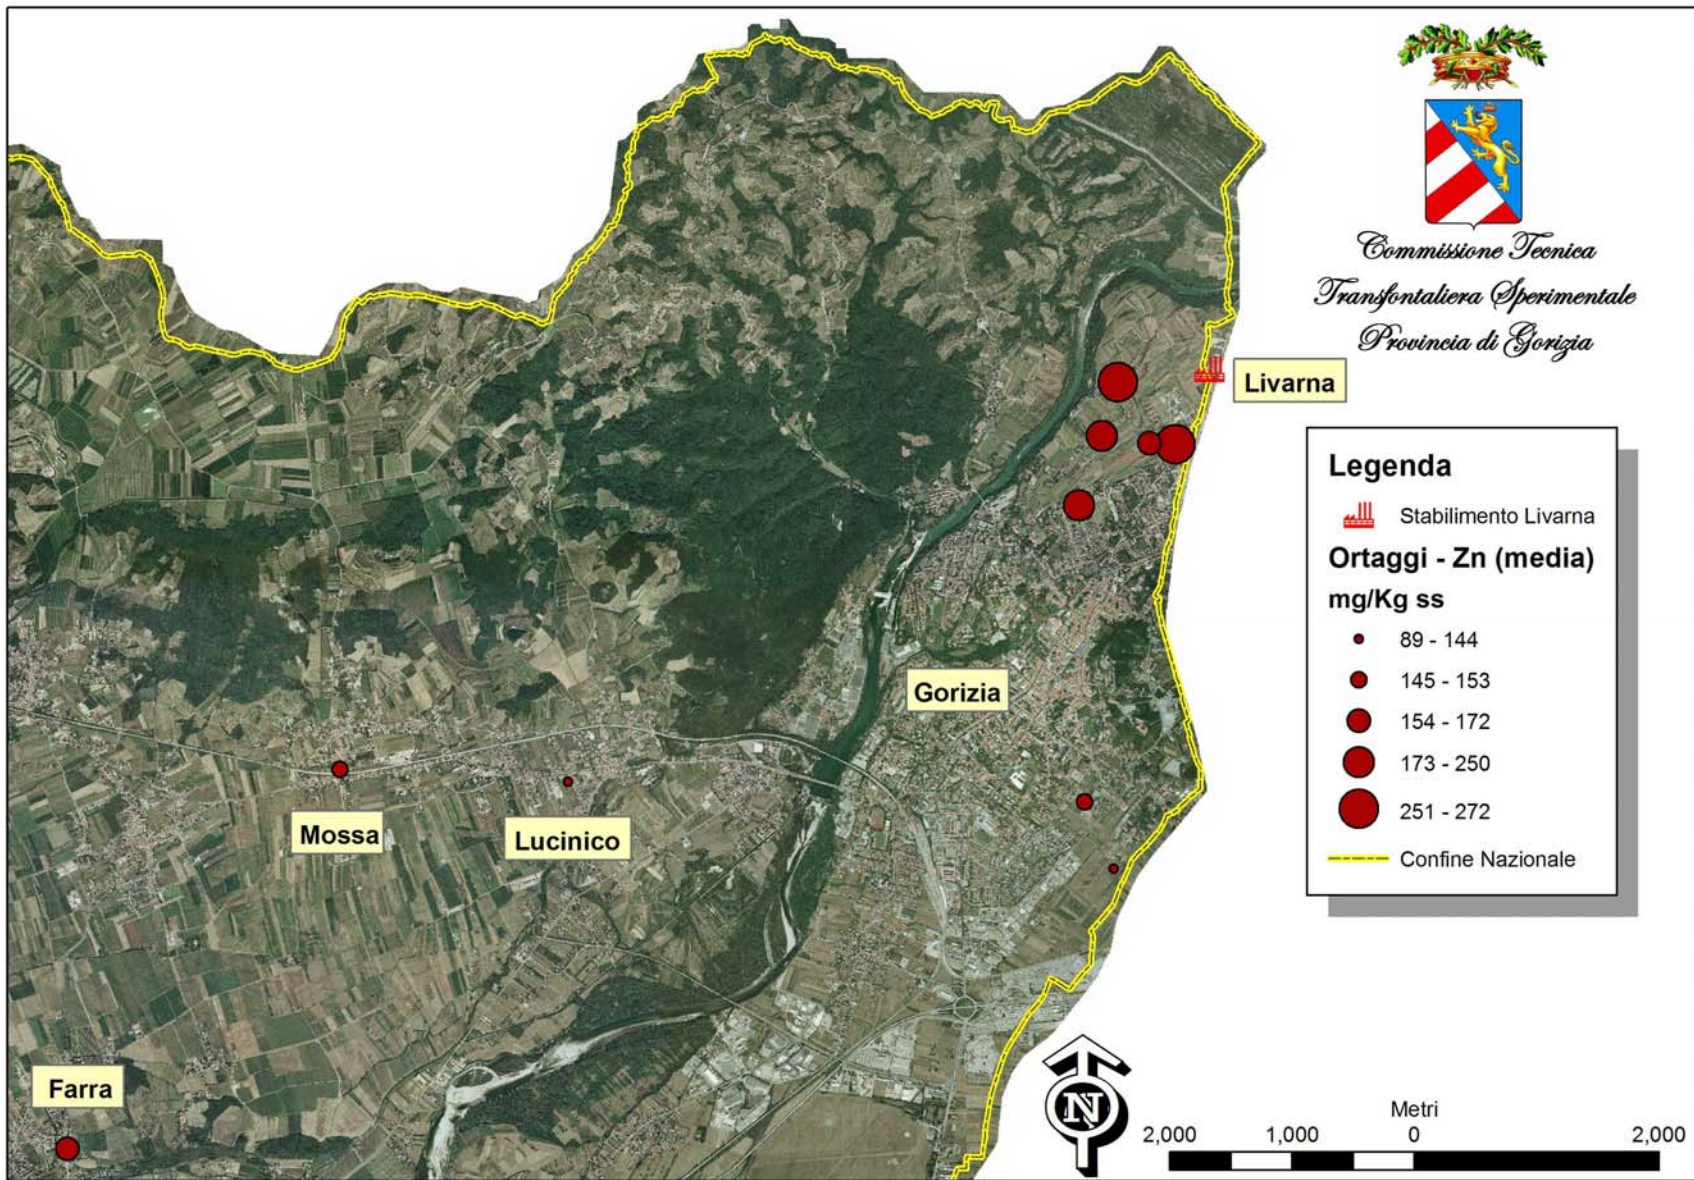 Commissione Tecnica
Transfontaliera Sperimentale
Provincia di Gorizia
Livarna
Legenda
Stabilimento Livarna
Ortaggi - Zn (media)
mg/Kg ss
89 - 144
145 - 153
154 - 172
173 - 250
251 - 272
Confine Nazionale
Gorizia
Mossa
Lucinico
Farra
N
Metri
2,000 1,000 0 2,000